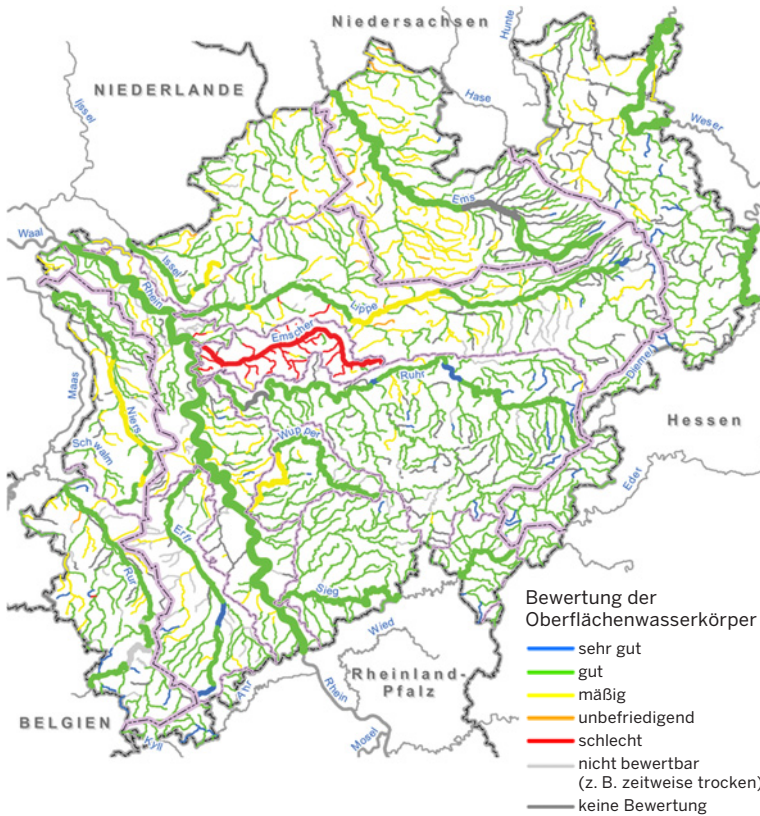 Niedersachsen
Hunte
NIEDERLANDE
Ijssel
Hase
Weser
Ems
Waal
Issel
Rhein
Lippe
Emscher
Maas
Niers
Ruhr
Diemel
Schwalm
Wupper
Hessen
Eder
Erft
Rur
Sieg
Wied
Rheinland-
Pfalz
Ahr
Rhein
BELGIEN
Kyll
Mosel
Bewertung der
Oberflächenwasserkörper
sehr gut
gut
mäßig
unbefriedigend
schlecht
nicht bewertbar
(z. B. zeitweise trocken)
keine Bewertung